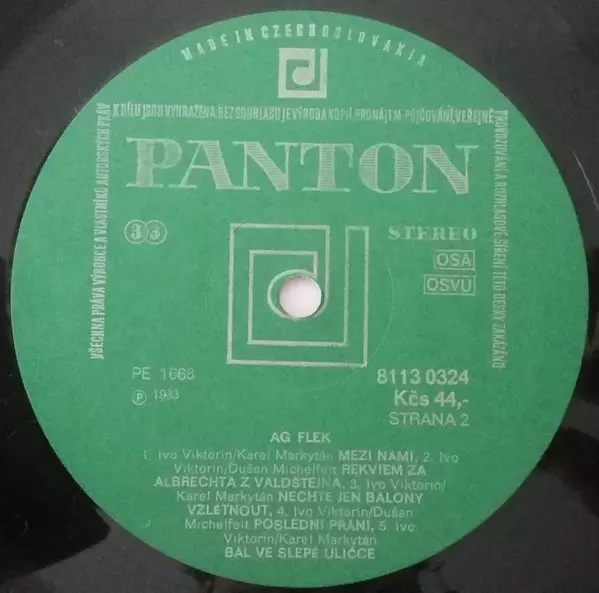 MADE IN CZECHOSLOVAKIA
VŠECHNA PRÁVA VÝROBCE A VLASTNÍKŮ AUTORSKÝCH PRÁV
K DÍLU JSOU VYHRAŽENA. BEZ SOUHLASU JE VÝROBA KOPIÍ, PRONÁJEM, PŮJČOVÁNÍ, VEŘEJNÉ
PROVOZOVÁNÍ A ROZHLASOVÉ ŠÍŘENÍ TÉTO DESKY ZAKÁZÁNO
PANTON
33
STEREO
OSA
OSVU
PE 1668
8113 0324
Ⓟ 1983
Kčs 44,-
STRANA 2
AG FLEK
1. Ivo Viktorin/Karel Markytán MEZI NÁMI, 2. Ivo
Viktorin/Dušan Michelfeit REKVIEM ZA
ALBRECHTA Z VALDŠTEJNA, 3. Ivo Viktorin/
Karel Markytán NECHTE JEN BALÓNY
VZLÉTNOUT, 4. Ivo Viktorin/Dušan
Michelfeit POSLEDNÍ PŘÁNÍ, 5. Ivo
Viktorin/Karel Markytán
BÁL VE SLEPÉ ULIČCE